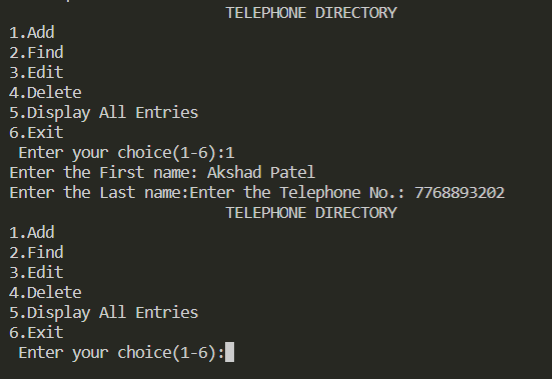 TELEPHONE DIRECTORY
1.Add
2.Find
3.Edit
4.Delete
5.Display All Entries
6.Exit
Enter your choice(1-6):1
Enter the First name: Akshad Patel
Enter the Last name:Enter the Telephone No.: 7768893202
TELEPHONE DIRECTORY
1.Add
2.Find
3.Edit
4.Delete
5.Display All Entries
6.Exit
Enter your choice(1-6):